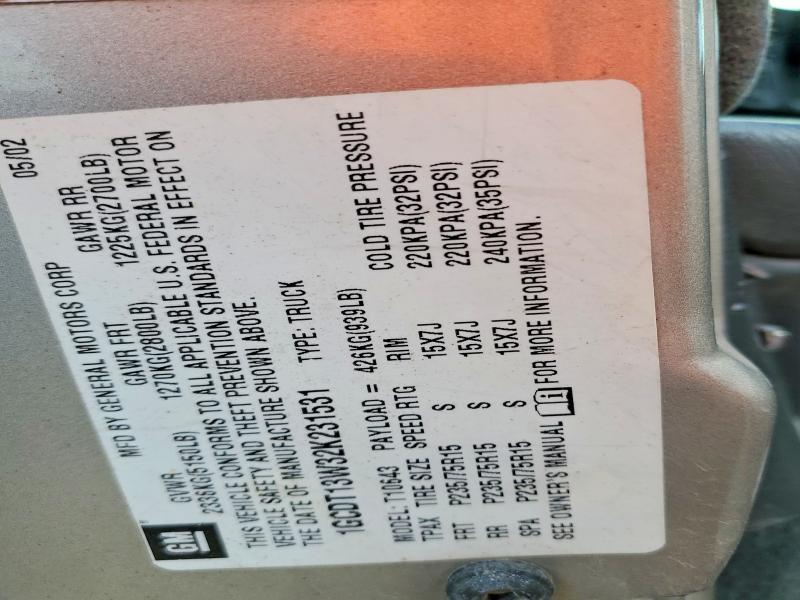 GM
MFD BY GENERAL MOTORS CORP 05/02
GVWR GAWR FRT GAWR RR
2336KG(5150LB) 1270KG(2800LB) 1225KG(2700LB)
THIS VEHICLE CONFORMS TO ALL APPLICABLE U.S. FEDERAL MOTOR
VEHICLE SAFETY AND THEFT PREVENTION STANDARDS IN EFFECT ON
THE DATE OF MANUFACTURE SHOWN ABOVE.
1GCDT13W32K231531 TYPE: TRUCK
MODEL: T10643 PAYLOAD = 426KG(939LB)
TPAX TIRE SIZE SPEED RTG RIM COLD TIRE PRESSURE
FRT P235/75R15 S 15X7J 220KPA(32PSI)
RR P235/75R15 S 15X7J 220KPA(32PSI)
SPA P235/75R15 S 15X7J 240KPA(35PSI)
SEE OWNER'S MANUAL FOR MORE INFORMATION.